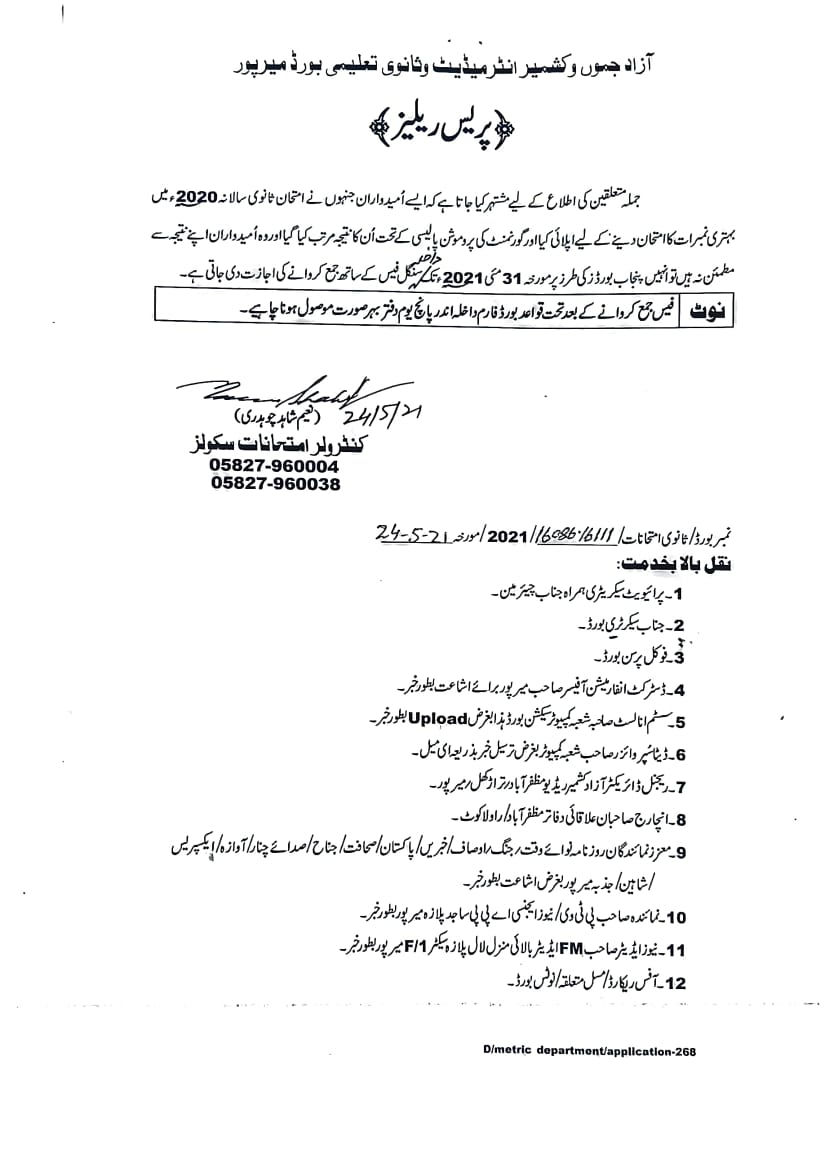 آزاد جموں و کشمیر انٹرمیڈیٹ و ثانوی تعلیمی بورڈ میرپور
﴿پریس ریلیز﴾
جملہ متعلقین کی اطلاع کے لیے مشتہر کیا جاتا ہے کہ ایسے اُمیدواران جنہوں نے امتحان ثانوی سالانہ 2020ء میں
بہتری نمبرات کا امتحان دینے کے لیے اپلائی کیا اور گورنمنٹ کی پروموشن پالیسی کے تحت اُن کا نتیجہ مرتب کیا گیا اور وہ اُمیدواران اپنے نتیجہ سے
مطمئن نہ ہیں تو انہیں پنجاب بورڈز کی طرز پر مورخہ 31 مئی 2021ء تک سنگل فیس کے ساتھ جمع کروانے کی اجازت دی جاتی ہے۔
نوٹ فیس جمع کروانے کے بعد تحت قواعد بورڈ فارم داخلہ اندر پانچ یوم دفتر بہر صورت موصول ہونا چاہیے۔
24/5/21
(نعیم شاہد چوہدری)
کنٹرولر امتحانات سکولز
05827-960004
05827-960038
نمبر بورڈ/ثانوی امتحانات/16086-16111/2021/مورخہ 24-5-21
نقل بالا بخدمت:
1۔ پرائیویٹ سیکریٹری ہمراہ جناب چیئرمین۔
2۔ جناب سیکرٹری بورڈ۔
3۔ فوکل پرسن بورڈ۔
4۔ ڈسٹرکٹ انفارمیشن آفیسر صاحب میرپور برائے اشاعت بطور خبر۔
5۔ سسٹم انالسٹ صاحبہ شعبہ کمپیوٹر سیکشن بورڈ ہذا بغرض Upload بطور خبر۔
6۔ ڈیٹا سپروائزر صاحب شعبہ کمپیوٹر بغرض ترسیل خبر بذریعہ ای میل۔
7۔ ریجنل ڈائریکٹر آزاد کشمیر ریڈیو مظفرآباد/تراڑکھل/میرپور۔
8۔ انچارج صاحبان علاقائی دفاتر مظفرآباد/راولاکوٹ۔
9۔ معزز نمائندگان روزنامہ نوائے وقت/جنگ/اوصاف/خبریں/پاکستان/صحافت/جناح/صدائے چنار/آوازہ/ایکسپریس
/شاہین/جذبہ میرپور بغرض اشاعت بطور خبر۔
10۔ نمائندہ صاحب پی ٹی وی/نیوز ایجنسی اے پی پی ساجد پلازہ میرپور بطور خبر۔
11۔ نیوز ایڈیٹر صاحب FM ایڈیٹر بالائی منزل لال پلازہ سیکٹر F/1 میرپور بطور خبر۔
12۔ آفس ریکارڈ/مسل متعلقہ/نوٹس بورڈ۔
D/metric department/application-268